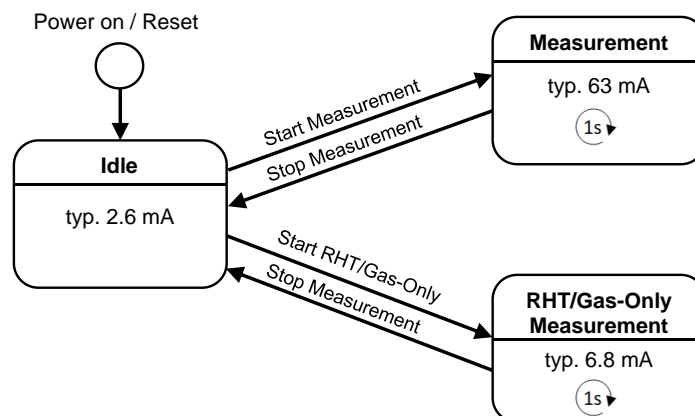 Power on / Reset
Measurement
typ. 63 mA
1s
Start Measurement
Stop Measurement
Idle
typ. 2.6 mA
Start RHT/Gas-Only
Stop Measurement
RHT/Gas-Only
Measurement
typ. 6.8 mA
1s